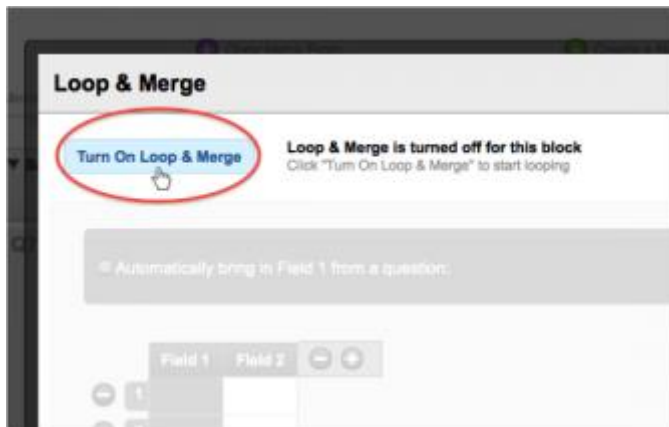 Loop & Merge
Turn On Loop & Merge
Loop & Merge is turned off for this block
Click "Turn On Loop & Merge" to start looping
Automatically bring in Field 1 from a question:
Field 1 Field 2
1